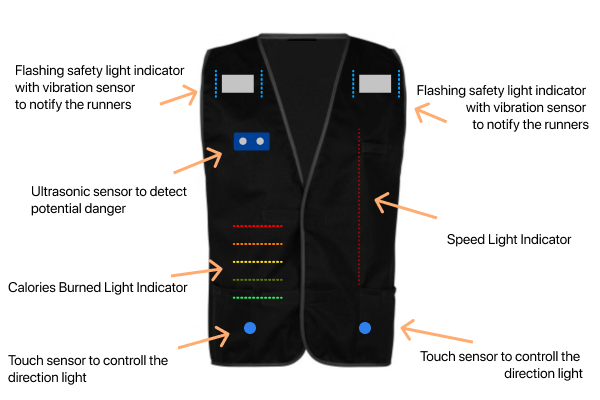 Flashing safety light indicator
with vibration sensor
to notify the runners
Flashing safety light indicator
with vibration sensor
to notify the runners
Ultrasonic sensor to detect
potential danger
Speed Light Indicator
Calories Burned Light Indicator
Touch sensor to controll the
direction light
Touch sensor to controll the
direction light